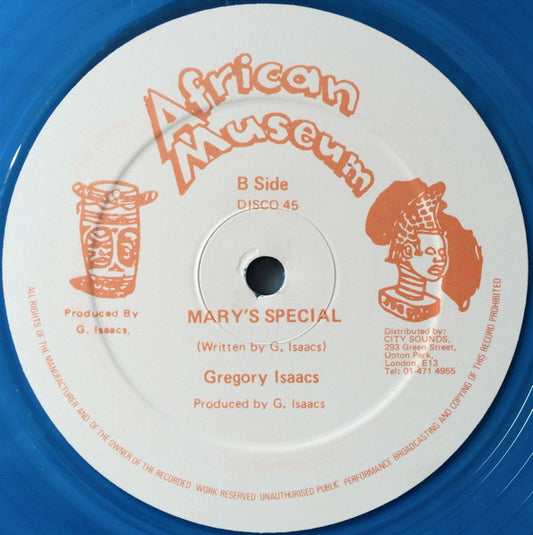 African
Museum
B Side
DISCO 45
Produced By
G. Isaacs.
MARY'S SPECIAL
(Written by G. Isaacs)
Gregory Isaacs
Produced by G. Isaacs
Distributed by:
CITY SOUNDS,
293 Green Street,
Upton Park,
London, E13
Tel: 01-471 4955
ALL RIGHTS OF THE MANUFACTURER AND OF THE OWNER OF THE RECORDED WORK RESERVED UNAUTHORISED PUBLIC PERFORMANCE BROADCASTING AND COPYING OF THIS RECORD PROHIBITED